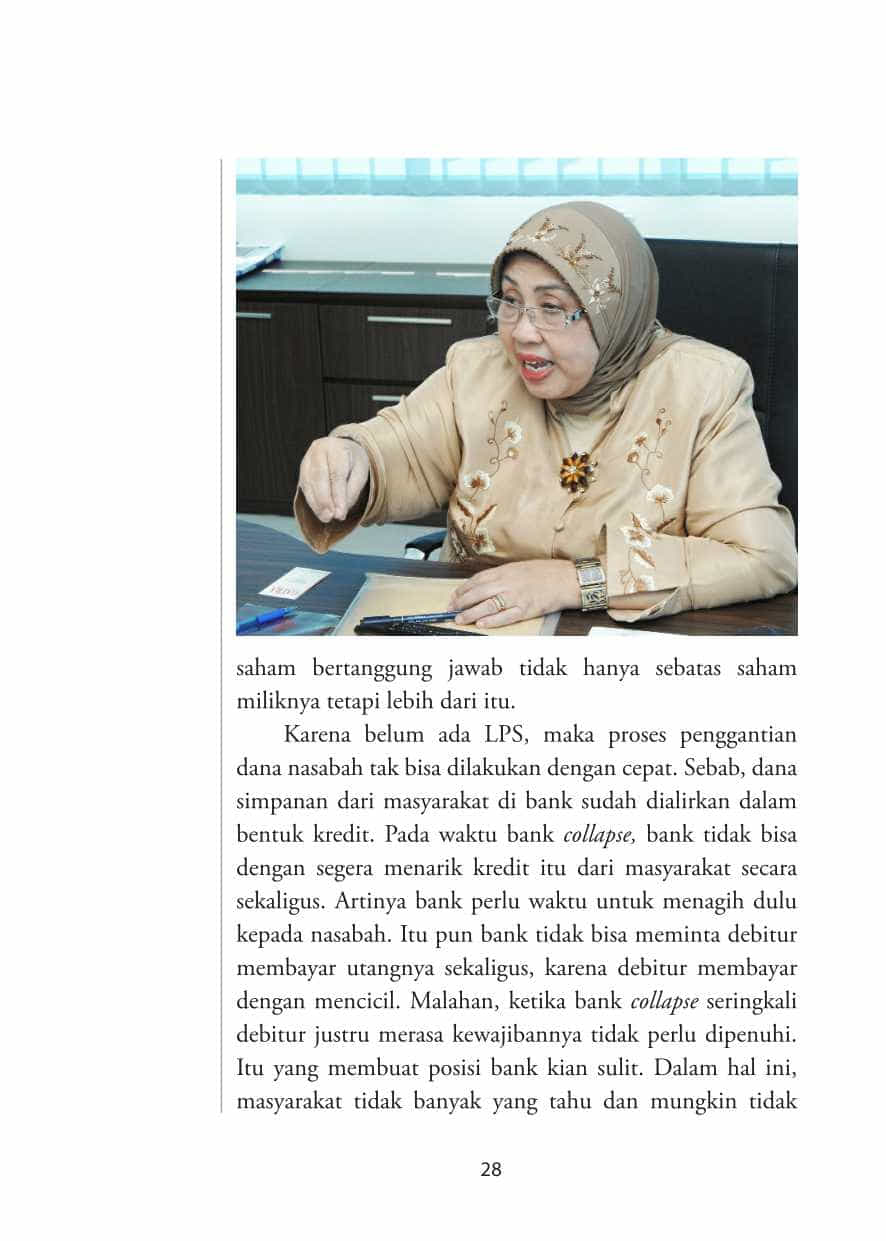 saham bertanggung jawab tidak hanya sebatas saham
miliknya tetapi lebih dari itu.
Karena belum ada LPS, maka proses penggantian
dana nasabah tak bisa dilakukan dengan cepat. Sebab, dana
simpanan dari masyarakat di bank sudah dialirkan dalam
bentuk kredit. Pada waktu bank collapse, bank tidak bisa
dengan segera menarik kredit itu dari masyarakat secara
sekaligus. Artinya bank perlu waktu untuk menagih dulu
kepada nasabah. Itu pun bank tidak bisa meminta debitur
membayar utangnya sekaligus, karena debitur membayar
dengan mencicil. Malahan, ketika bank collapse seringkali
debitur justru merasa kewajibannya tidak perlu dipenuhi.
Itu yang membuat posisi bank kian sulit. Dalam hal ini,
masyarakat tidak banyak yang tahu dan mungkin tidak
28